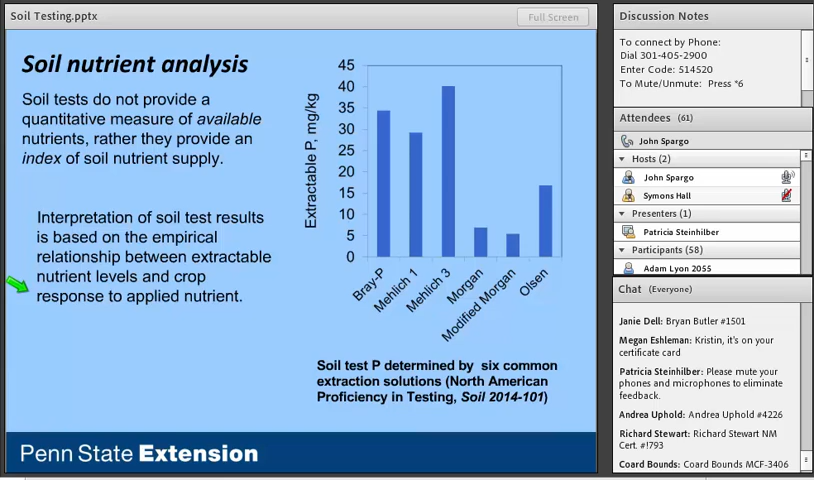 Soil Testing.pptx
Full Screen
Soil nutrient analysis
Soil tests do not provide a
quantitative measure of available
nutrients, rather they provide an
index of soil nutrient supply.
Interpretation of soil test results
is based on the empirical
relationship between extractable
nutrient levels and crop
response to applied nutrient.
Extractable P, mg/kg
45
40
35
30
25
20
15
10
5
0
Bray-P
Mehlich 1
Mehlich 3
Morgan
Modified Morgan
Olsen
Soil test P determined by six common
extraction solutions (North American
Proficiency in Testing, Soil 2014-101)
Penn State Extension
Discussion Notes
To connect by Phone:
Dial 301-405-2900
Enter Code: 514520
To Mute/Unmute: Press *6
Attendees (61)
John Spargo
Hosts (2)
John Spargo
Symons Hall
Presenters (1)
Patricia Steinhilber
Participants (58)
Adam Lyon 2055
Chat (Everyone)
Janie Dell: Bryan Butler #1501
Megan Eshleman: Kristin, it's on your
certificate card
Patricia Steinhilber: Please mute your
phones and microphones to eliminate
feedback.
Andrea Uphold: Andrea Uphold #4226
Richard Stewart: Richard Stewart NM
Cert. #!793
Coard Bounds: Coard Bounds MCF-3406